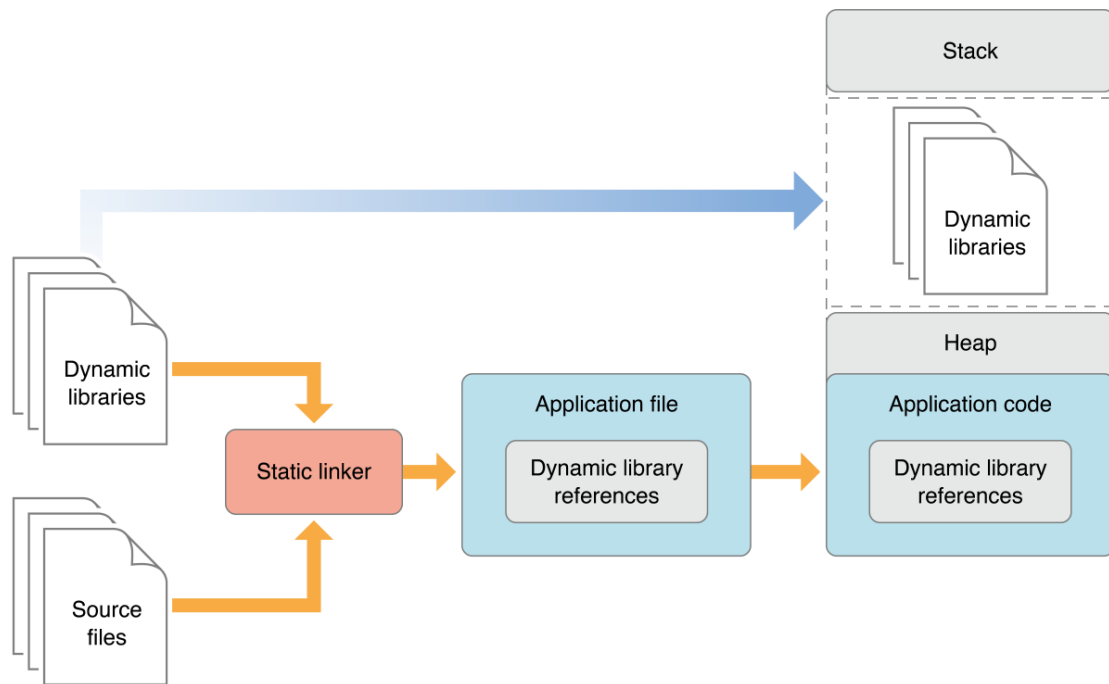 Stack
Dynamic
libraries
Heap
Dynamic
libraries
Application file
Application code
Static linker
Dynamic library
references
Dynamic library
references
Source
files